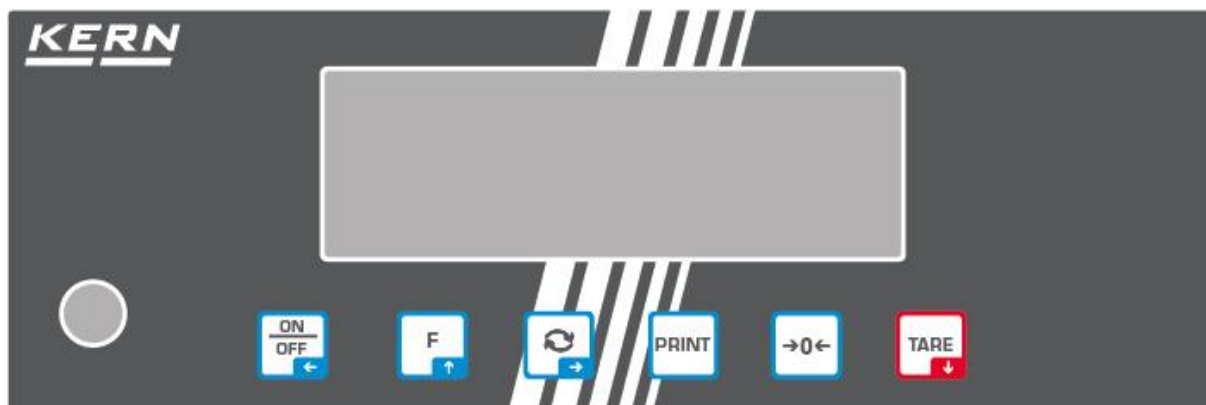 KERN
ON
OFF
F
PRINT
→0←
TARE